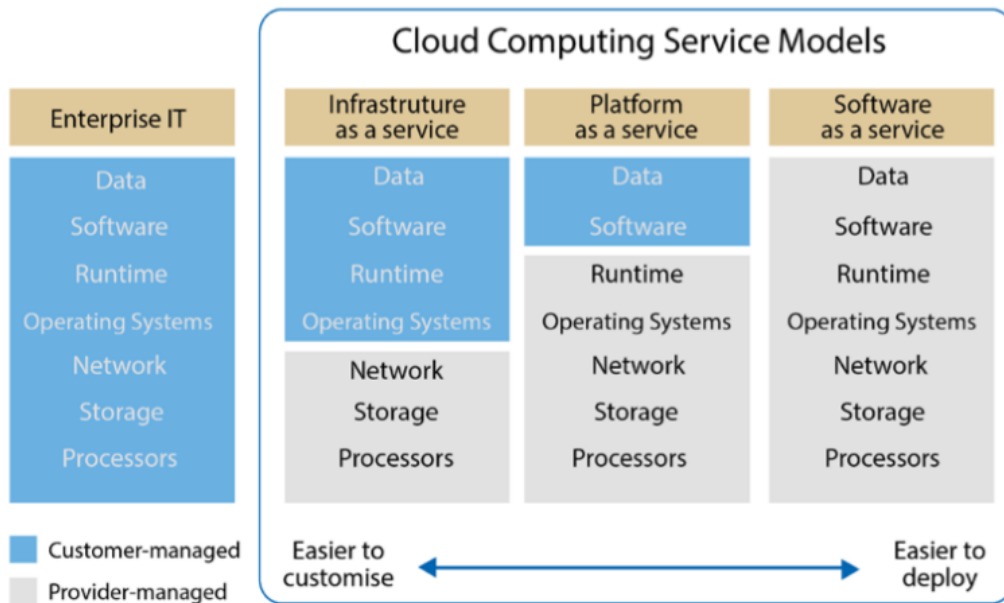 Cloud Computing Service Models
Enterprise IT
Data
Software
Runtime
Operating Systems
Network
Storage
Processors
Infrastruture
as a service
Data
Software
Runtime
Operating Systems
Network
Storage
Processors
Platform
as a service
Data
Software
Runtime
Operating Systems
Network
Storage
Processors
Software
as a service
Data
Software
Runtime
Operating Systems
Network
Storage
Processors
Customer-managed
Provider-managed
Easier to
customise
Easier to
deploy